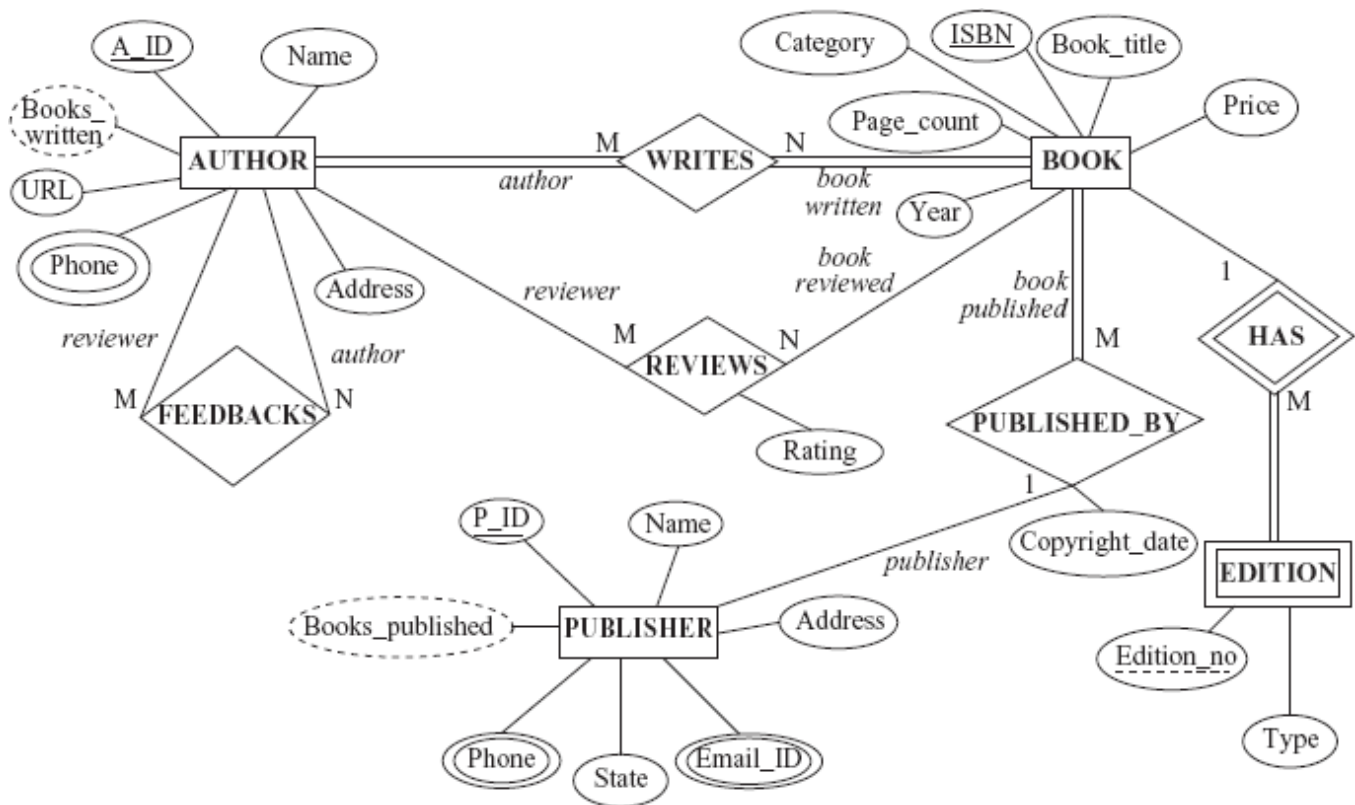 A_ID
Name
Category
ISBN
Book_title
Books_
written
Page_count
Price
AUTHOR
M
WRITES
N
BOOK
URL
author
book
written
Year
Phone
Address
reviewer
book
reviewed
book
published
1
reviewer
author
M
REVIEWS
N
M
HAS
M
FEEDBACKS
N
PUBLISHED_BY
M
Rating
P_ID
Name
1
Copyright_date
publisher
EDITION
Books_published
PUBLISHER
Address
Edition_no
Phone
State
Email_ID
Type